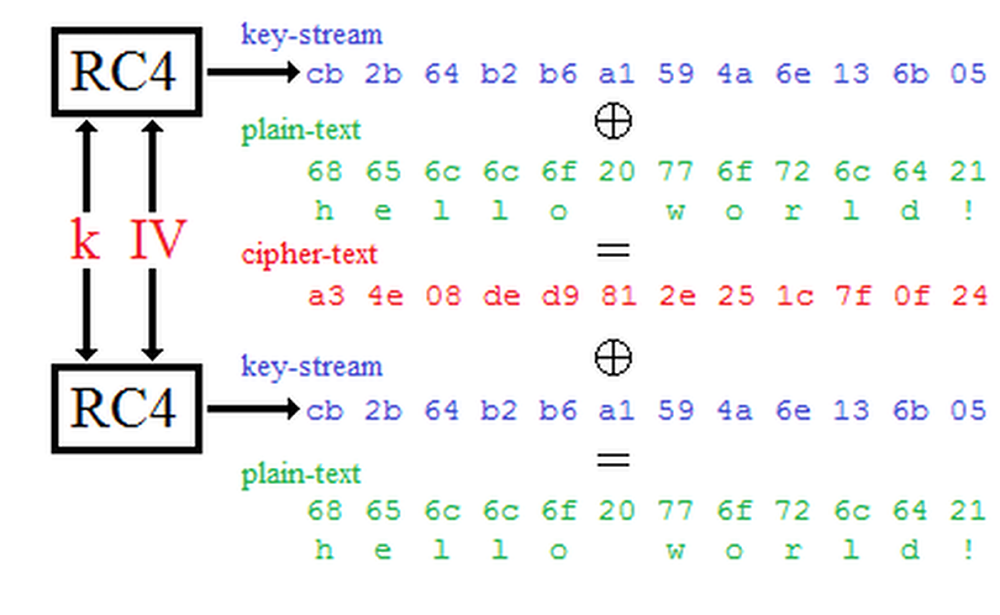 key-stream
RC4
cb 2b 64 b2 b6 a1 59 4a 6e 13 6b 05
⊕
plain-text
68 65 6c 6c 6f 20 77 6f 72 6c 64 21
h e l l o w o r l d !
k IV
=
cipher-text
a3 4e 08 de d9 81 2e 25 1c 7f 0f 24
⊕
key-stream
RC4
cb 2b 64 b2 b6 a1 59 4a 6e 13 6b 05
=
plain-text
68 65 6c 6c 6f 20 77 6f 72 6c 64 21
h e l l o w o r l d !